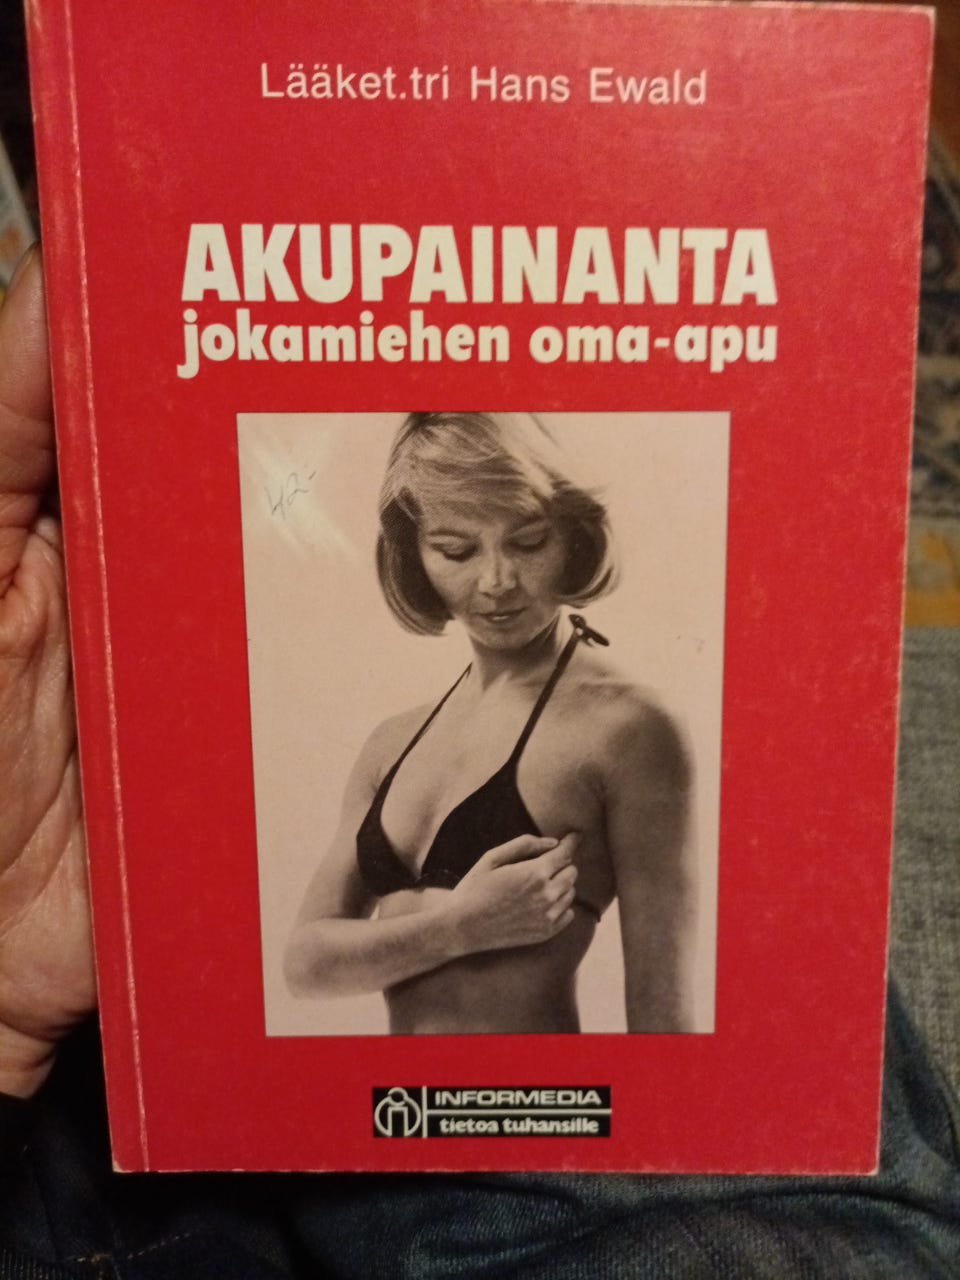 Lääket.tri Hans Ewald
AKUPAINANTA
jokamiehen oma-apu
42-
INFORMEDIA
tietoa tuhansille